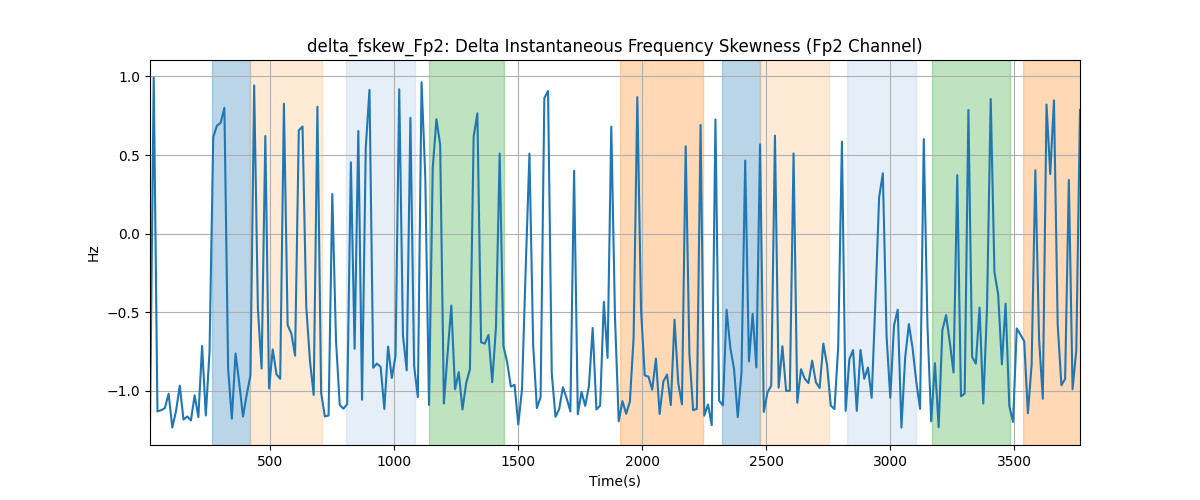 delta_fskew_Fp2: Delta Instantaneous Frequency Skewness (Fp2 Channel)
1.0
0.5
0.0
−0.5
−1.0
Hz
500 1000 1500 2000 2500 3000 3500
Time(s)